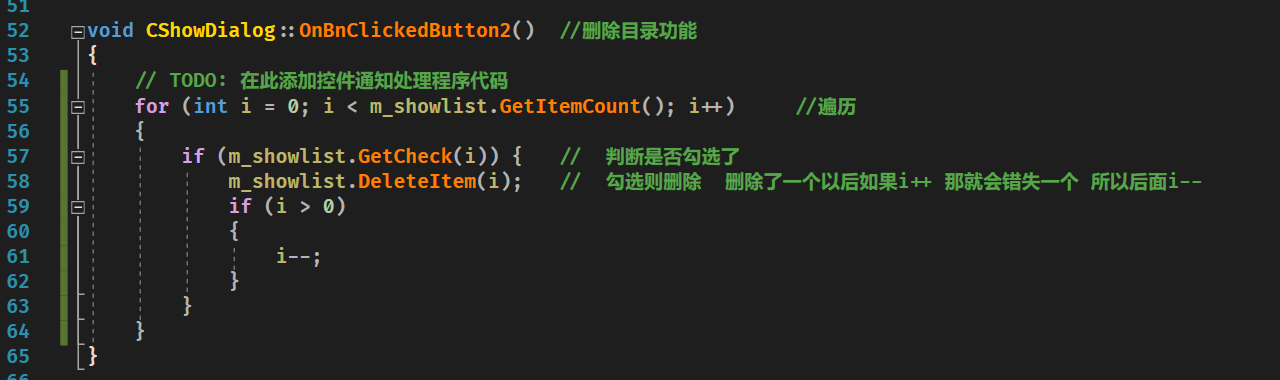 51
52 void CShowDialog::OnBnClickedButton2()  //删除目录功能
53 {
54     // TODO: 在此添加控件通知处理程序代码
55     for (int i = 0; i < m_showlist.GetItemCount(); i++)     //遍历
56     {
57         if (m_showlist.GetCheck(i)) {   //  判断是否勾选了
58             m_showlist.DeleteItem(i);   //  勾选则删除  删除了一个以后如果i++ 那就会错失一个 所以后面i--
59             if (i > 0)
60             {
61                 i--;
62             }
63         }
64     }
65 }
66